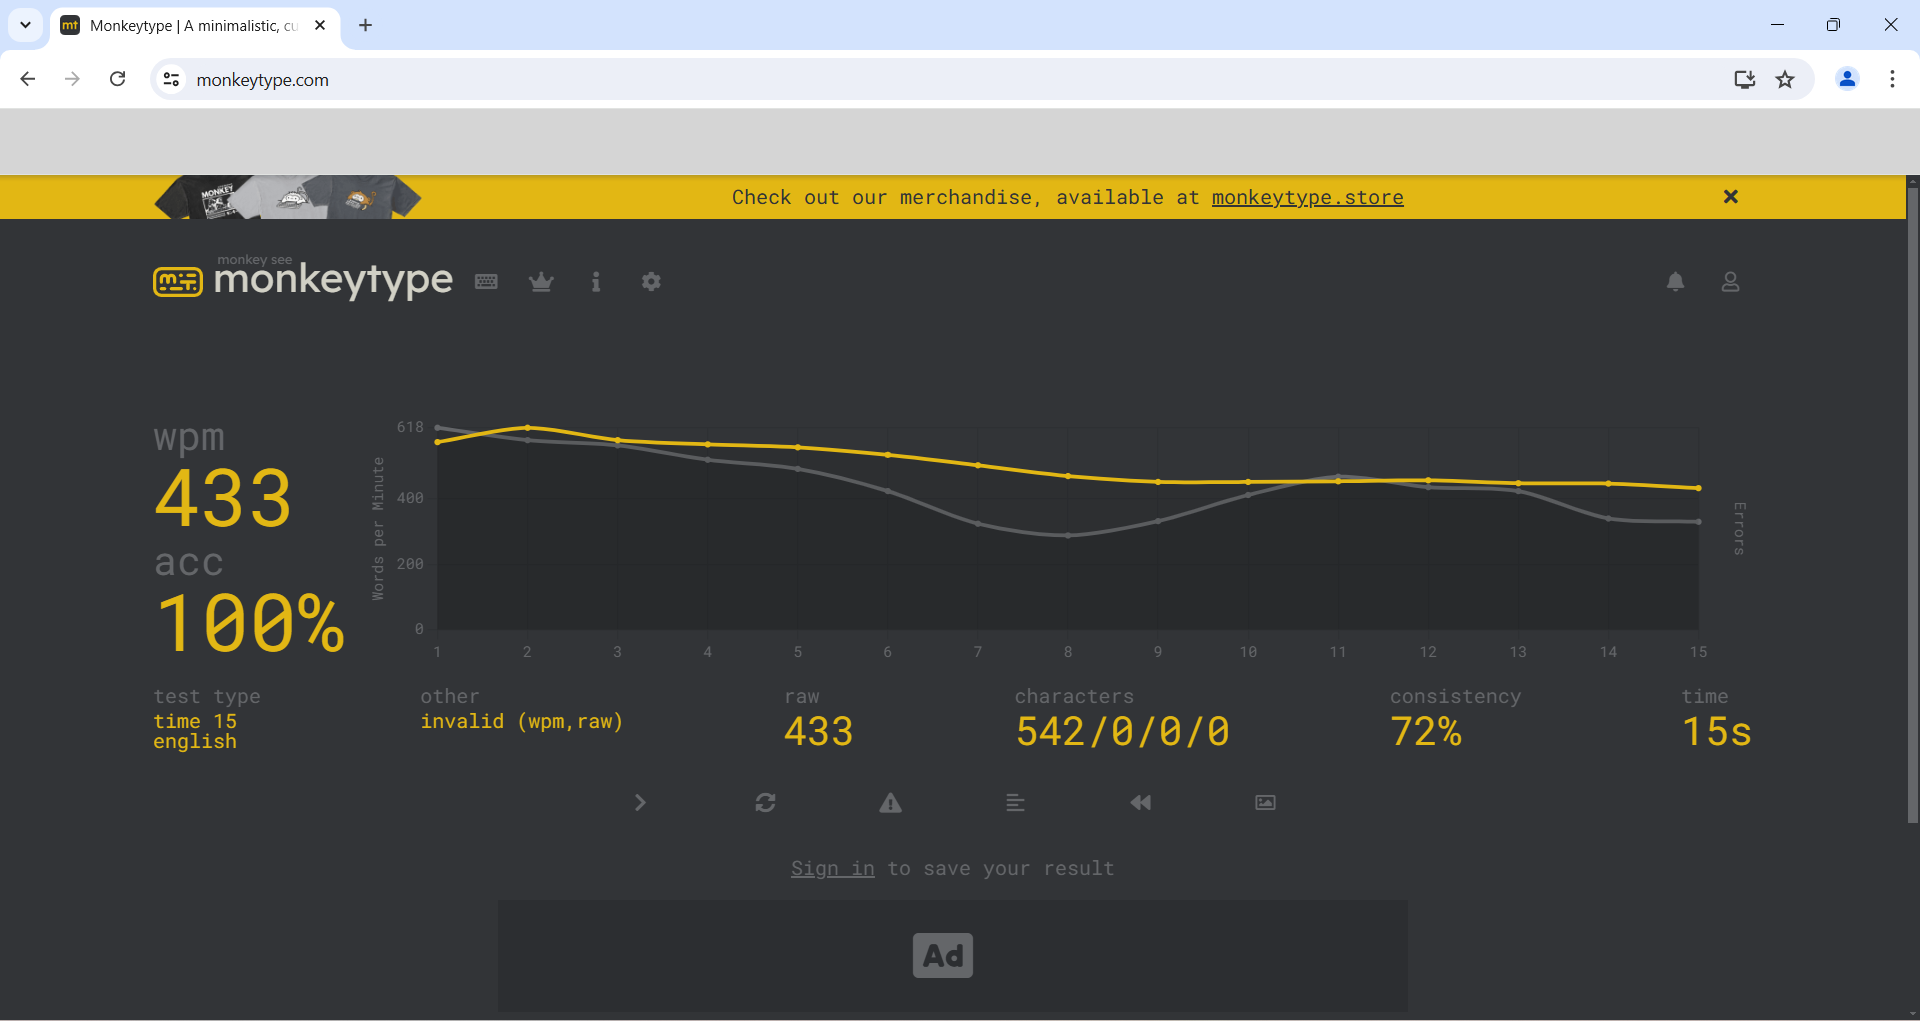 mt Monkeytype | A minimalistic, cu
monkeytype.com
MONKEY
Check out our merchandise, available at monkeytype.store
monkey see
monkeytype
wpm
433
acc
100%
Words per Minute
618
400
200
0
1 2 3 4 5 6 7 8 9 10 11 12 13 14 15
Errors
test type
time 15
english
other
invalid (wpm,raw)
raw
433
characters
542/0/0/0
consistency
72%
time
15s
Sign in to save your result
Ad